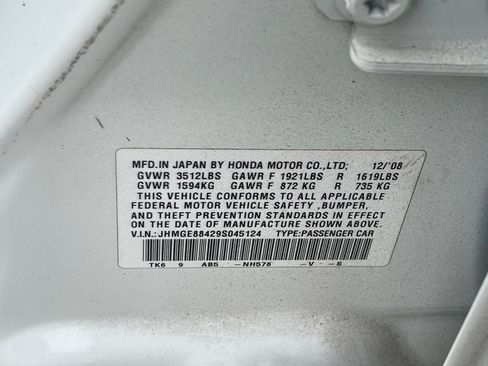 MFD.IN JAPAN BY HONDA MOTOR CO.,LTD; 12/'08
GVWR 3512LBS GAWR F 1921LBS R 1619LBS
GVWR 1594KG GAWR F 872 KG R 735 KG
THIS VEHICLE CONFORMS TO ALL APPLICABLE
FEDERAL MOTOR VEHICLE SAFETY ,BUMPER,
AND THEFT PREVENTION STANDARDS IN EFFECT
ON THE DATE OF MANUFACTURE SHOWN ABOVE.
V.IN.:JHMGE88429S045124 TYPE:PASSENGER CAR
TK6 9 AB5 -NH578 -V -S